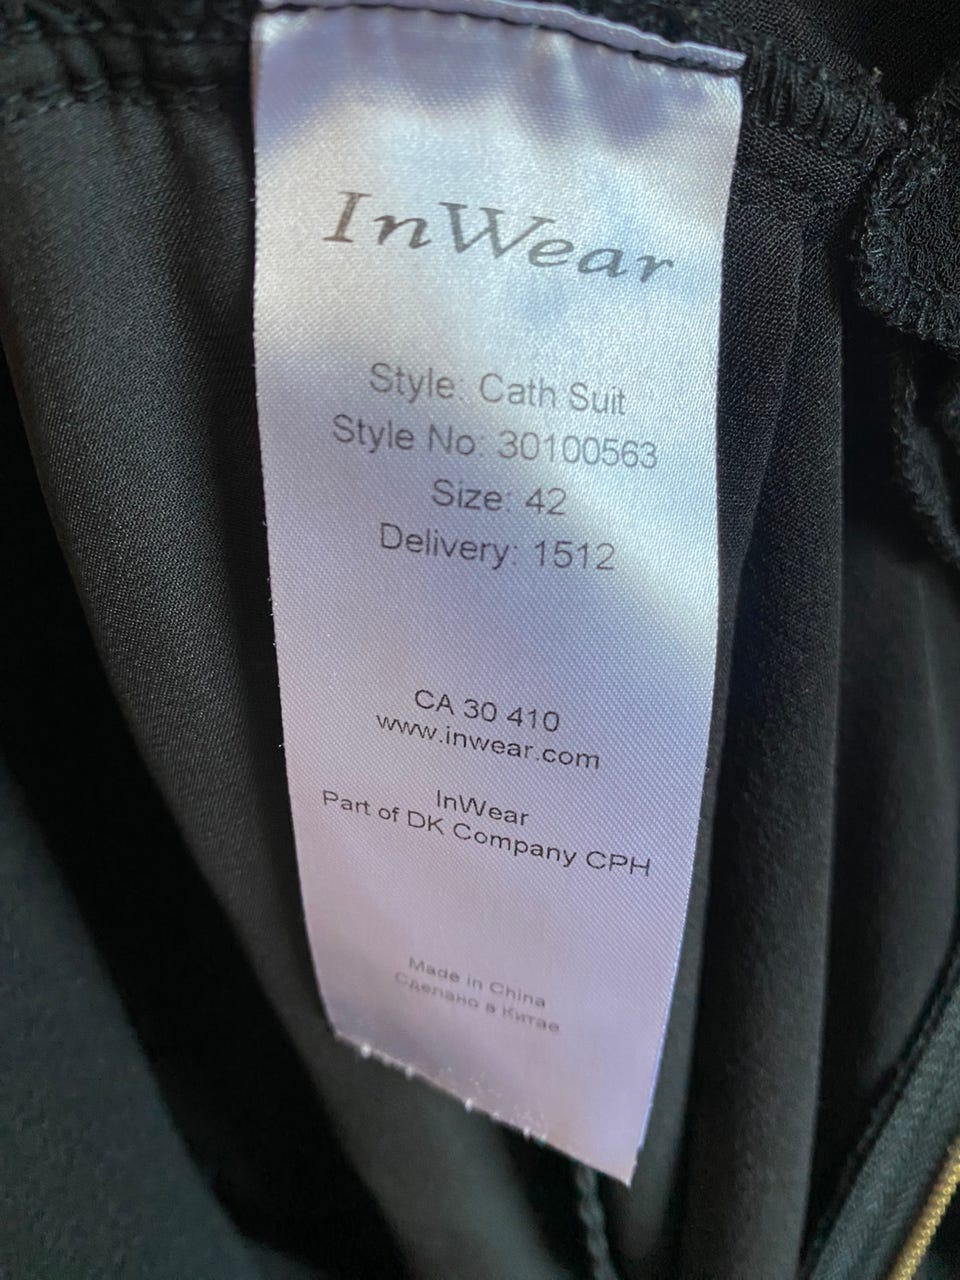 InWear
Style: Cath Suit
Style No: 30100563
Size: 42
Delivery: 1512
CA 30 410
www.inwear.com
InWear
Part of DK Company CPH
Made in China
Сделано в Китае